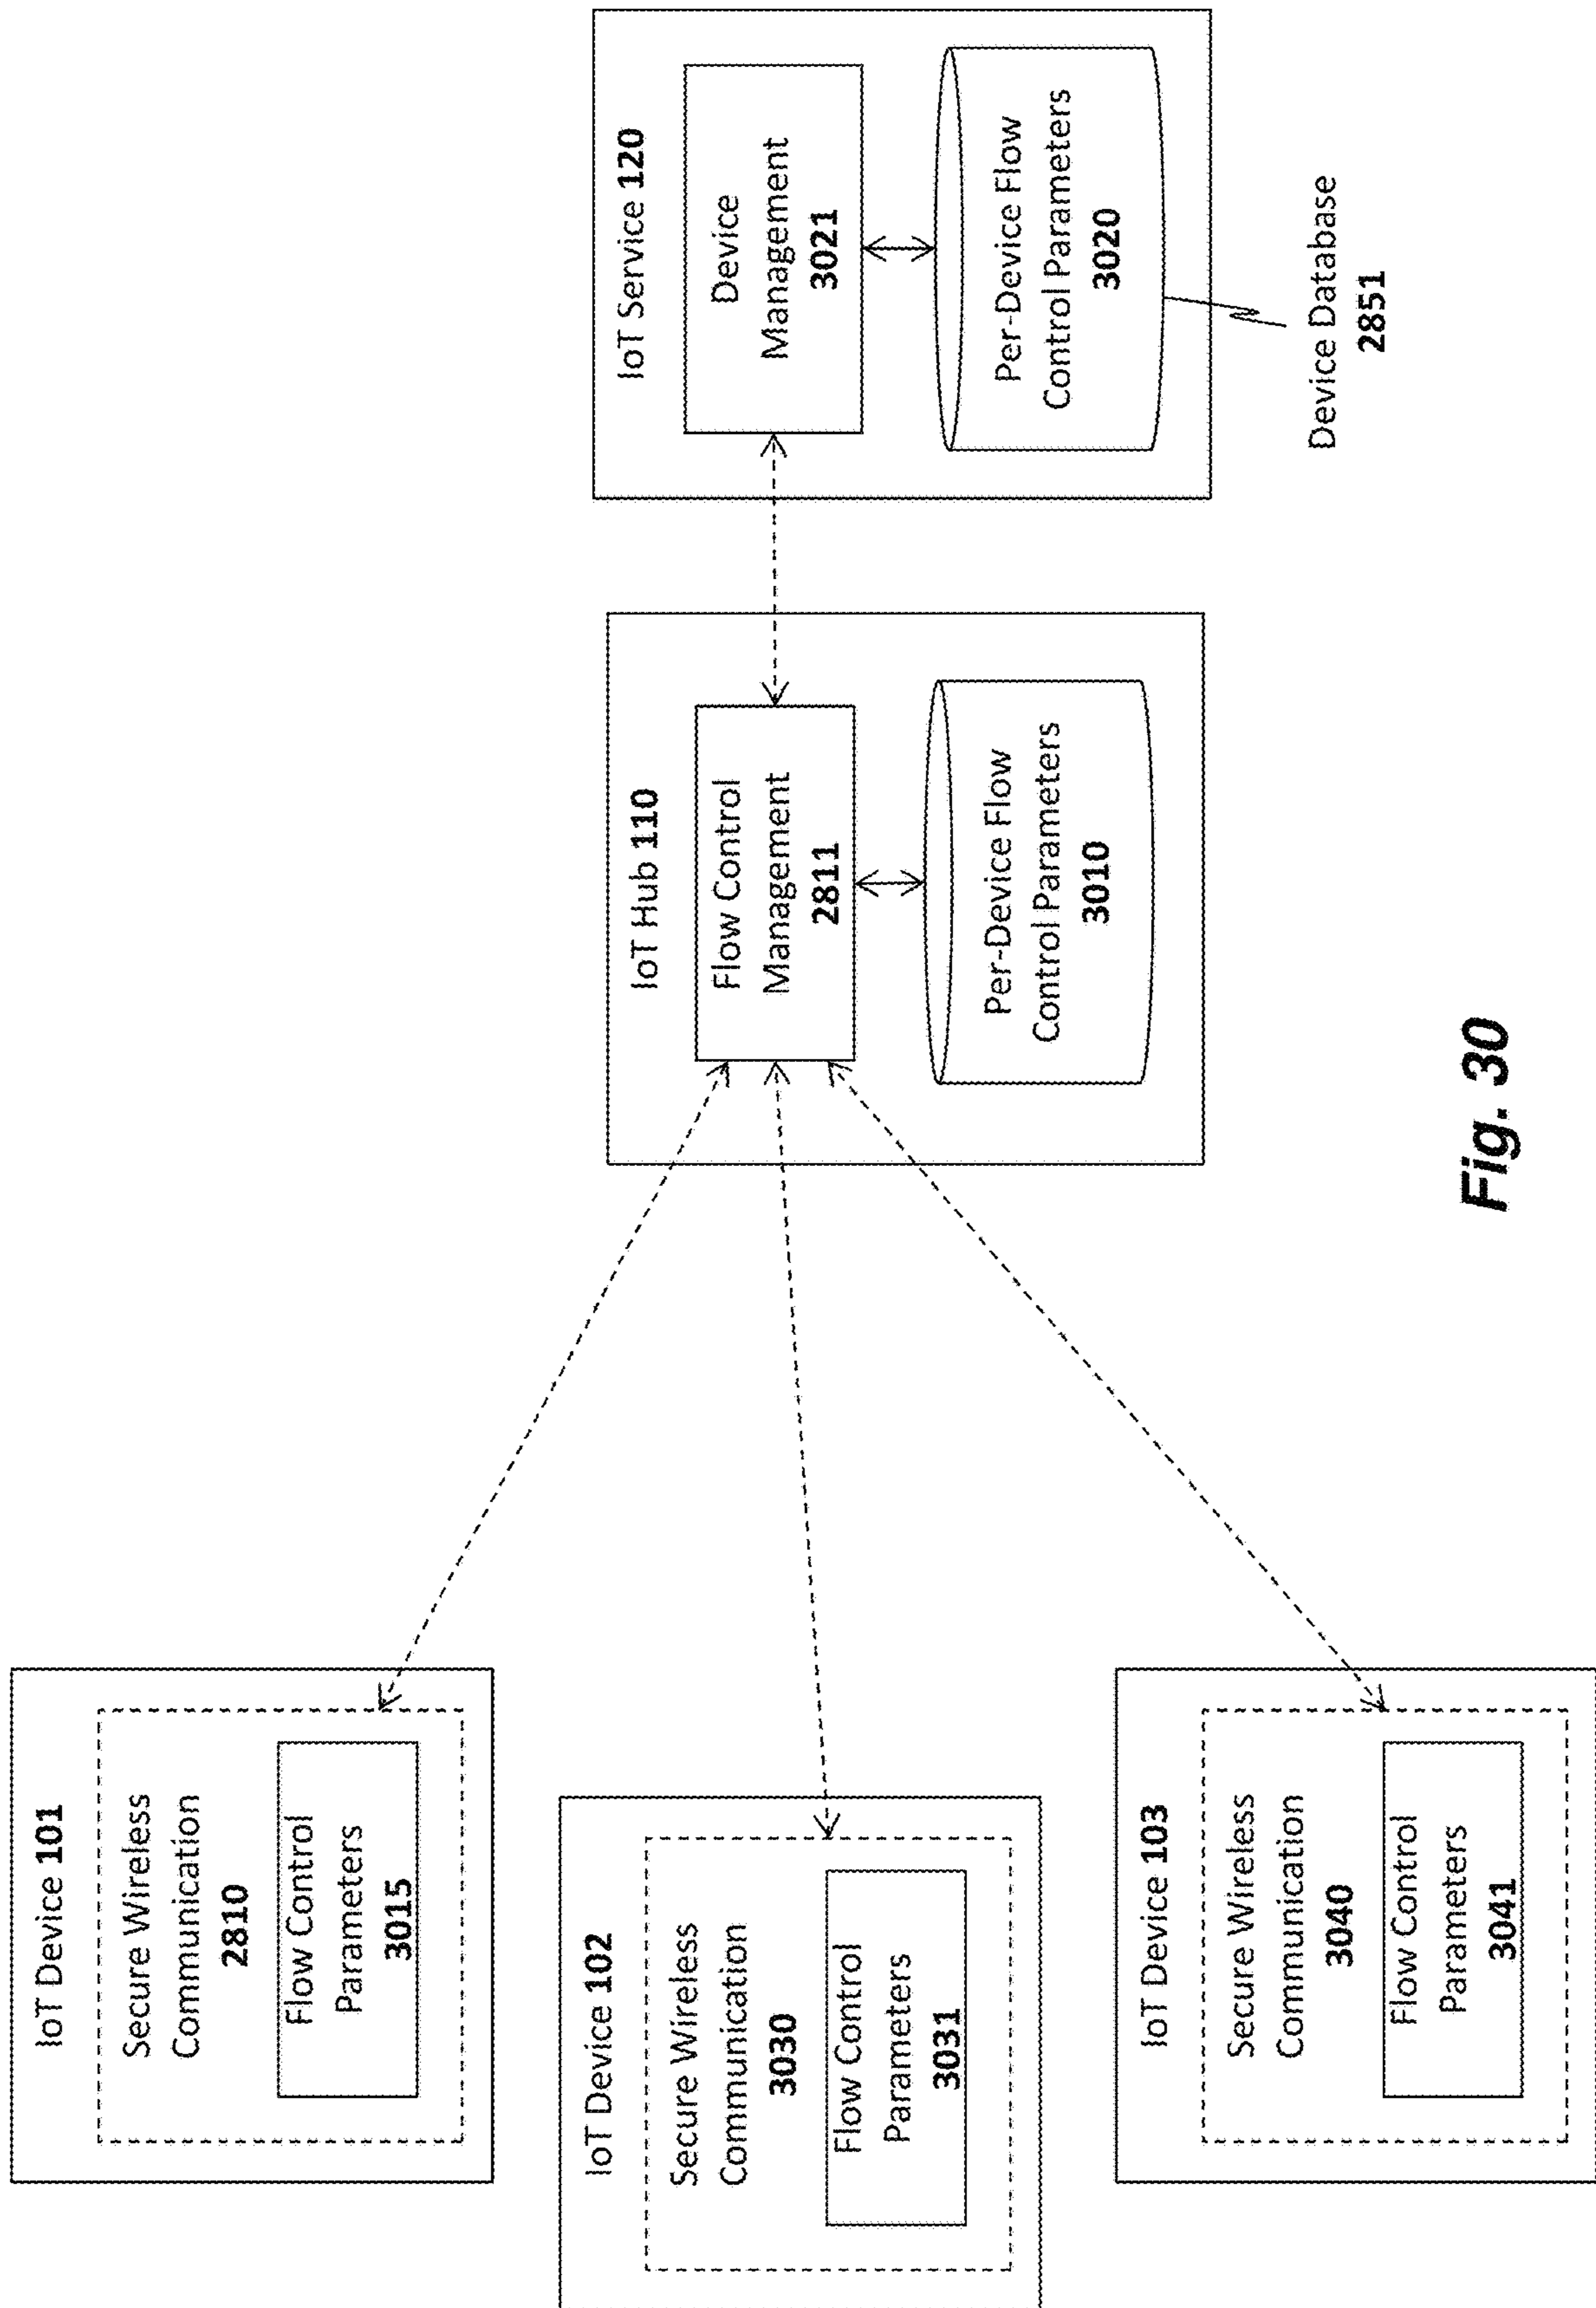 IoT Device 101
Secure Wireless
Communication
2810
Flow Control
Parameters
3015
IoT Device 102
Secure Wireless
Communication
3030
Flow Control
Parameters
3031
IoT Device 103
Secure Wireless
Communication
3040
Flow Control
Parameters
3041
IoT Hub 110
Flow Control
Management
2811
Per-Device Flow
Control Parameters
3010
IoT Service 120
Device
Management
3021
Per-Device Flow
Control Parameters
3020
Device Database
2851
Fig. 30